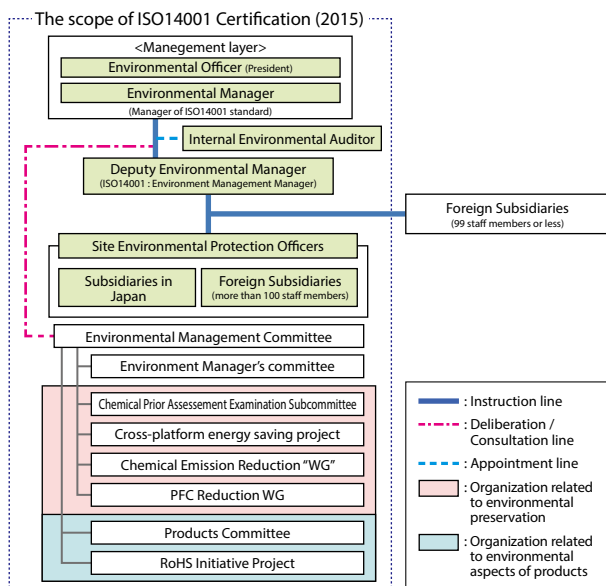 The scope of ISO14001 Certification (2015)
<Manegement layer>
Environmental Officer (President)
Environmental Manager
(Manager of ISO14001 standard)
Internal Environmental Auditor
Deputy Environmental Manager
(ISO14001 : Environment Management Manager)
Foreign Subsidiaries
(99 staff members or less)
Site Environmental Protection Officers
Subsidiaries in
Japan
Foreign Subsidiaries
(more than 100 staff members)
Environmental Management Committee
Environment Manager's committee
Chemical Prior Assessement Examination Subcommittee
Cross-platform energy saving project
Chemical Emission Reduction "WG"
PFC Reduction WG
Products Committee
RoHS Initiative Project
: Instruction line
: Deliberation /
Consultation line
: Appointment line
: Organization related
to environmental
preservation
: Organization related
to environmental
aspects of products